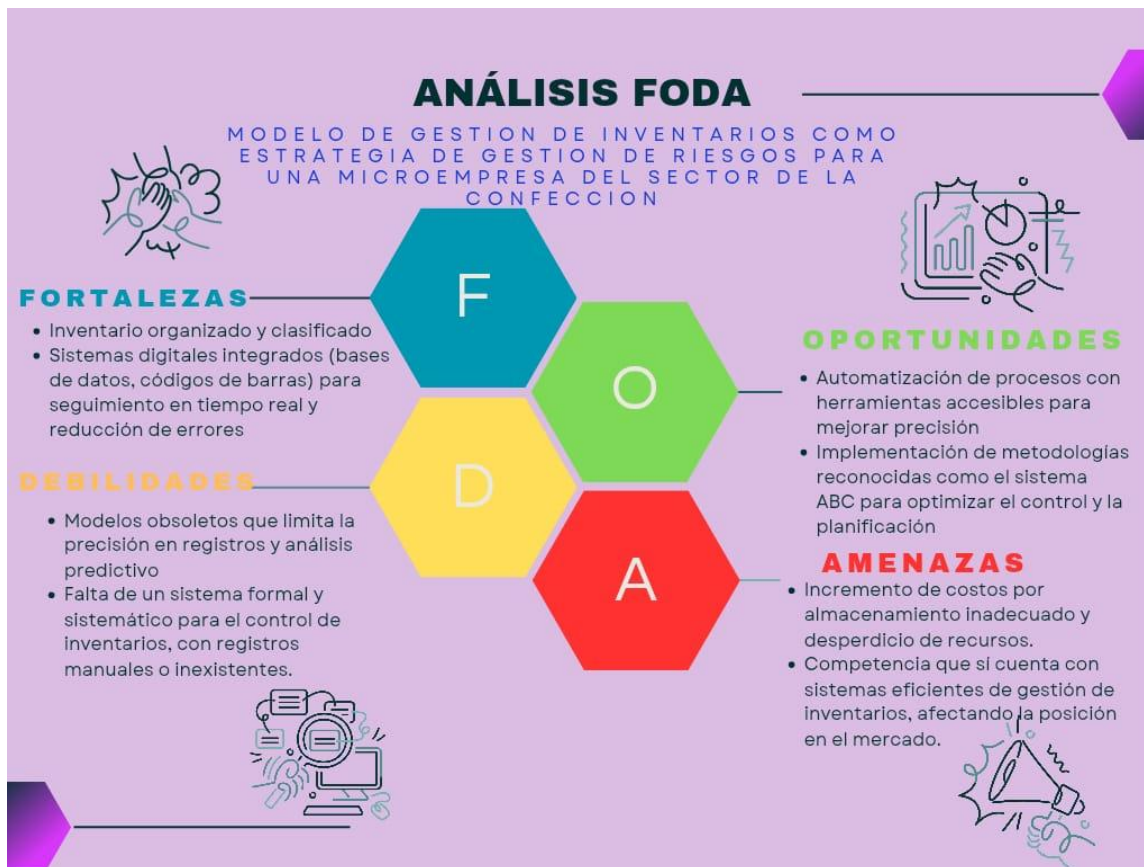 ANÁLISIS FODA
MODELO DE GESTION DE INVENTARIOS COMO
ESTRATEGIA DE GESTION DE RIESGOS PARA
UNA MICROEMPRESA DEL SECTOR DE LA
CONFECCION
F
FORTALEZAS
• Inventario organizado y clasificado
• Sistemas digitales integrados (bases
de datos, códigos de barras) para
seguimiento en tiempo real y
reducción de errores
O
OPORTUNIDADES
• Automatización de procesos con
herramientas accesibles para
mejorar precisión
• Implementación de metodologías
reconocidas como el sistema
ABC para optimizar el control y la
planificación
D
DEBILIDADES
• Modelos obsoletos que limita la
precisión en registros y análisis
predictivo
• Falta de un sistema formal y
sistemático para el control de
inventarios, con registros
manuales o inexistentes.
A
AMENAZAS
• Incremento de costos por
almacenamiento inadecuado y
desperdicio de recursos.
• Competencia que sí cuenta con
sistemas eficientes de gestión de
inventarios, afectando la posición
en el mercado.